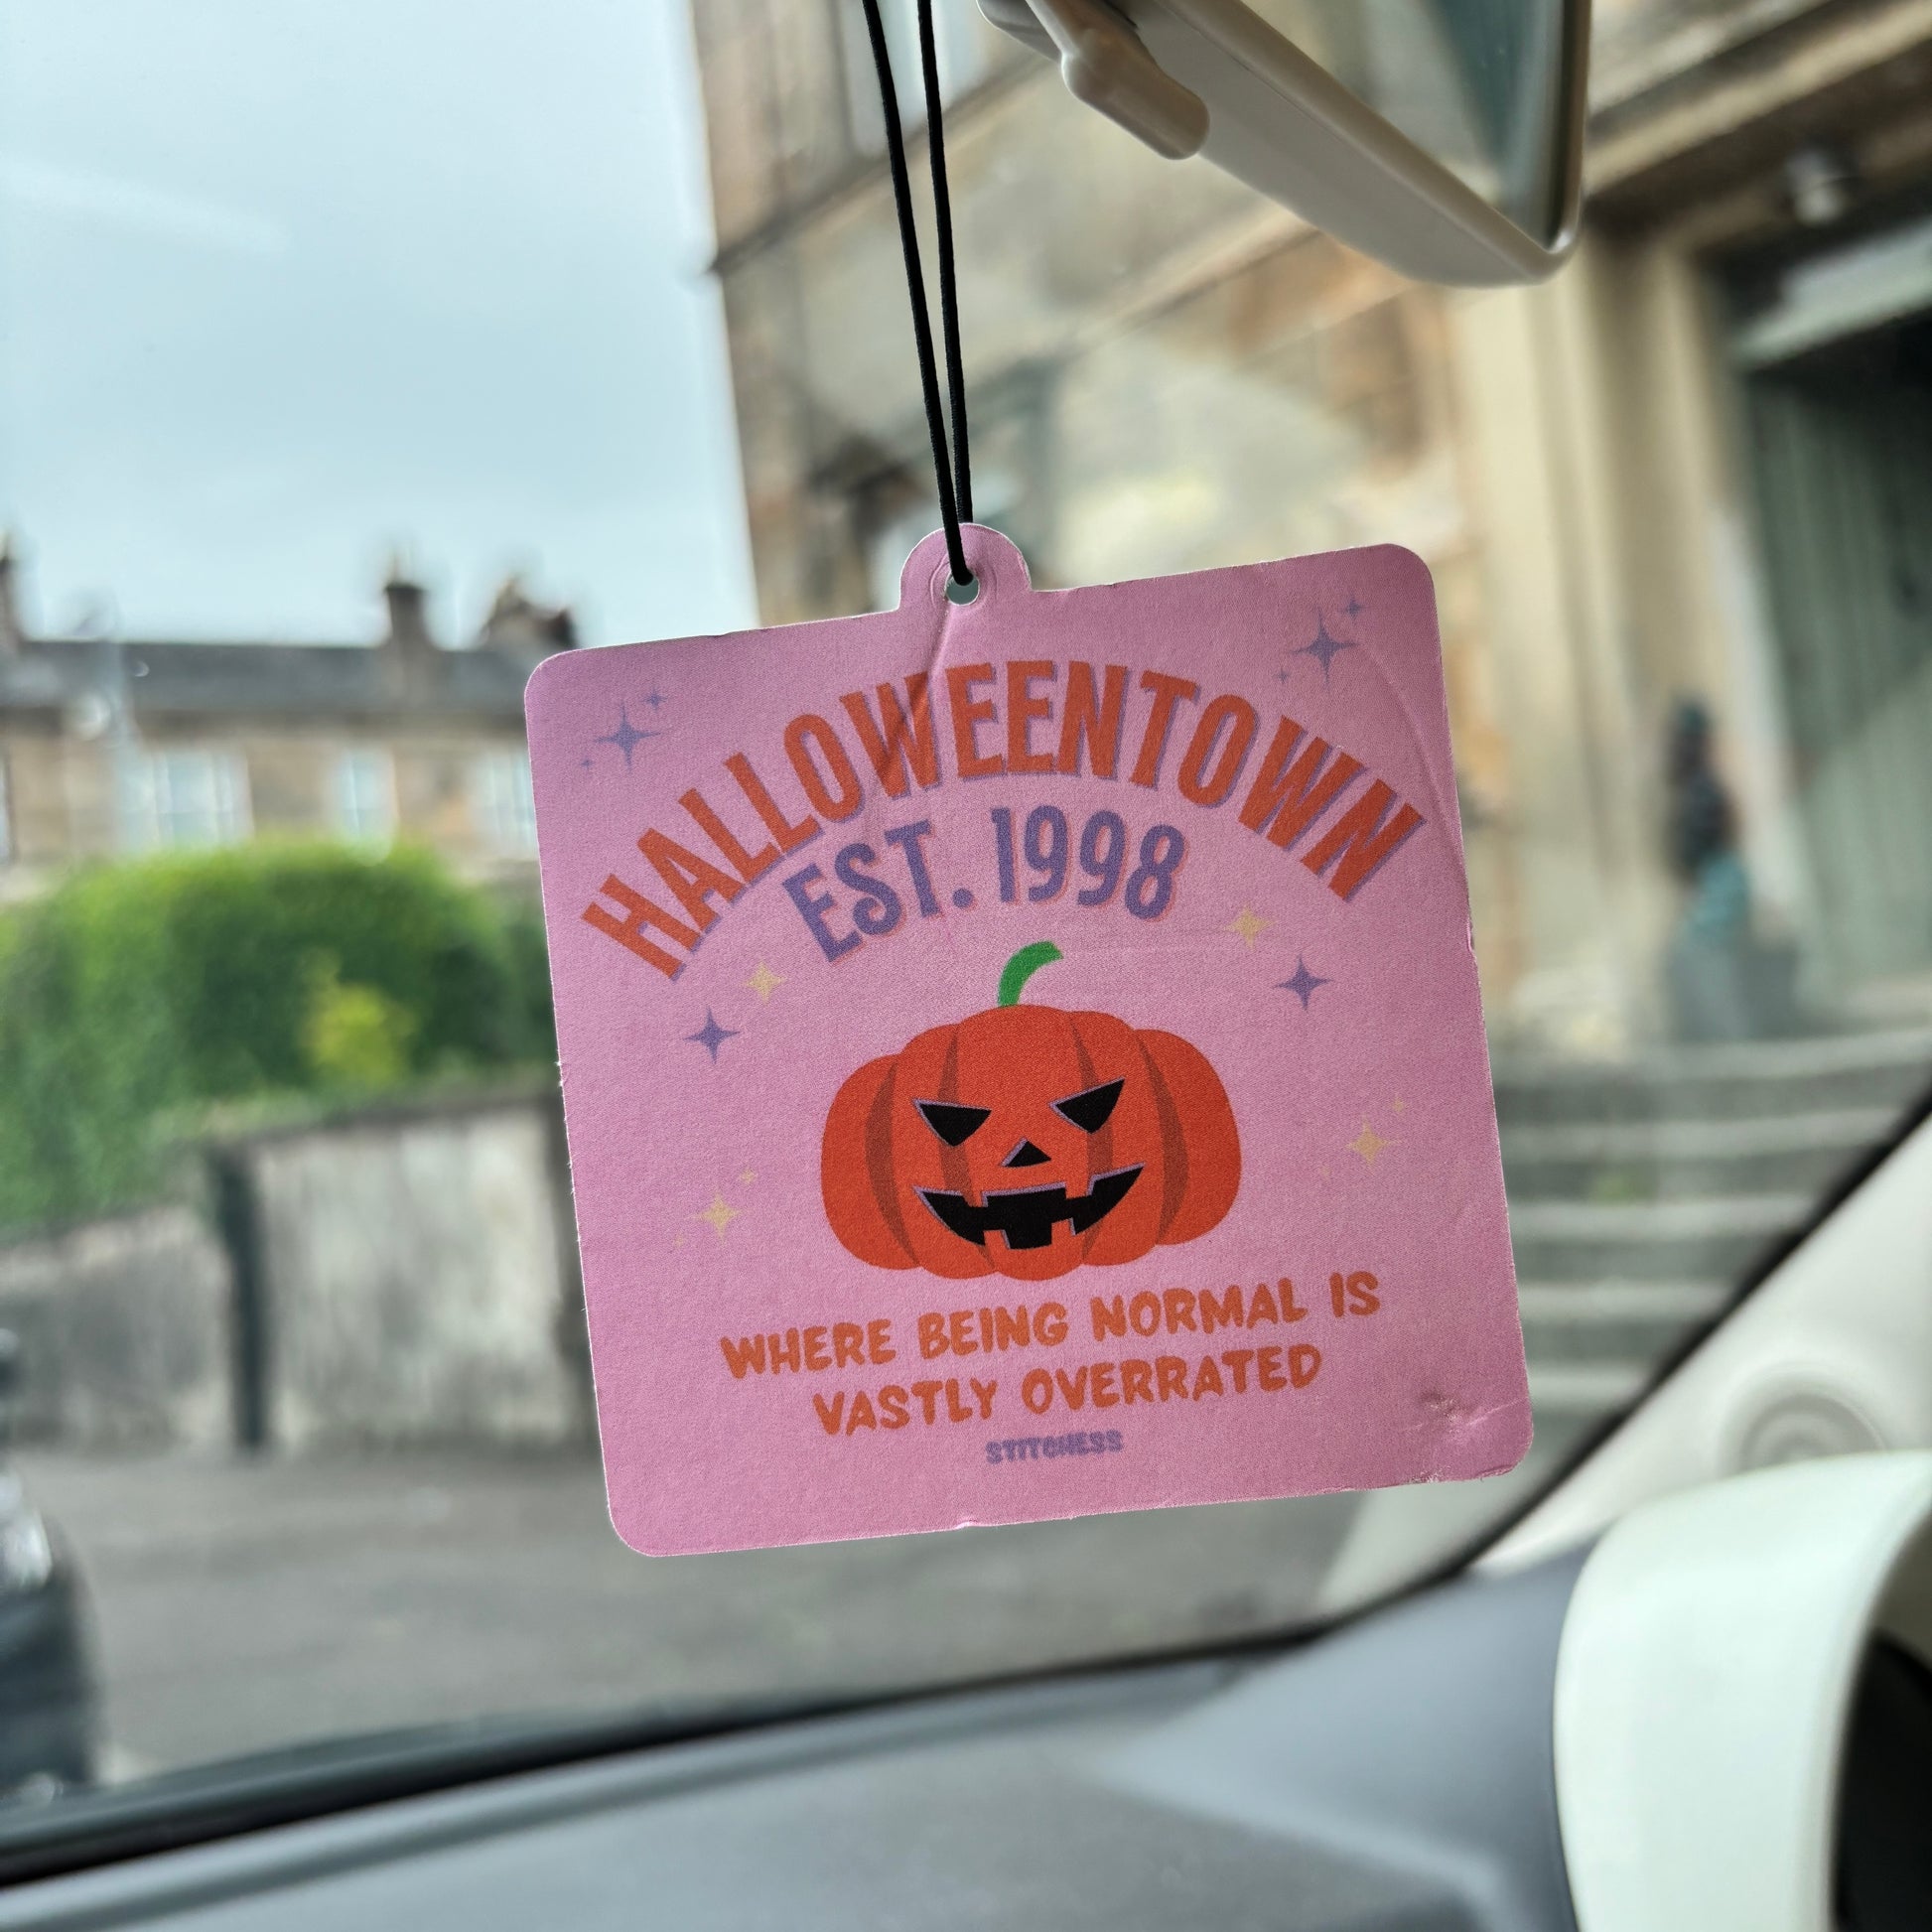 HALLOWEENTOWN
EST. 1998
WHERE BEING NORMAL IS
VASTLY OVERRATED
STITCHESS